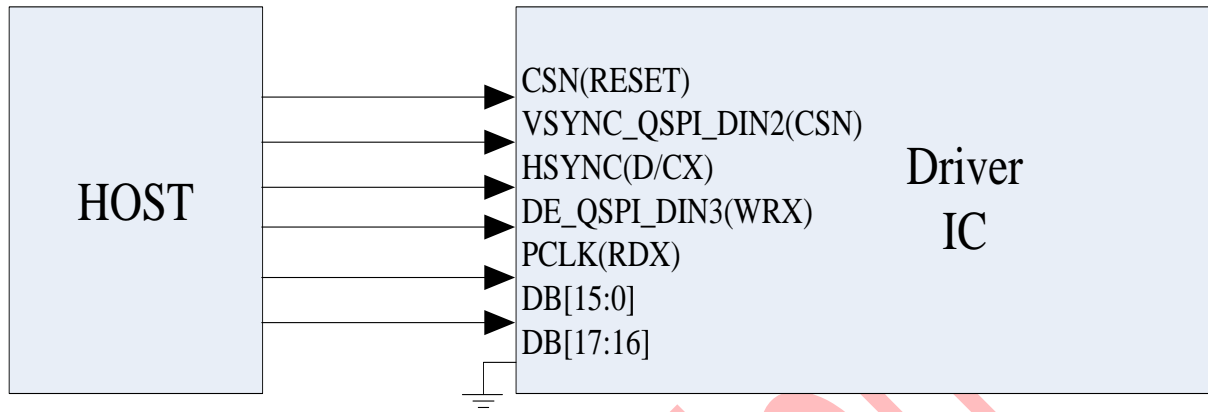 HOST
CSN(RESET)
VSYNC_QSPI_DIN2(CSN)
HSYNC(D/CX)
DE_QSPI_DIN3(WRX)
PCLK(RDX)
DB[15:0]
DB[17:16]
Driver
IC